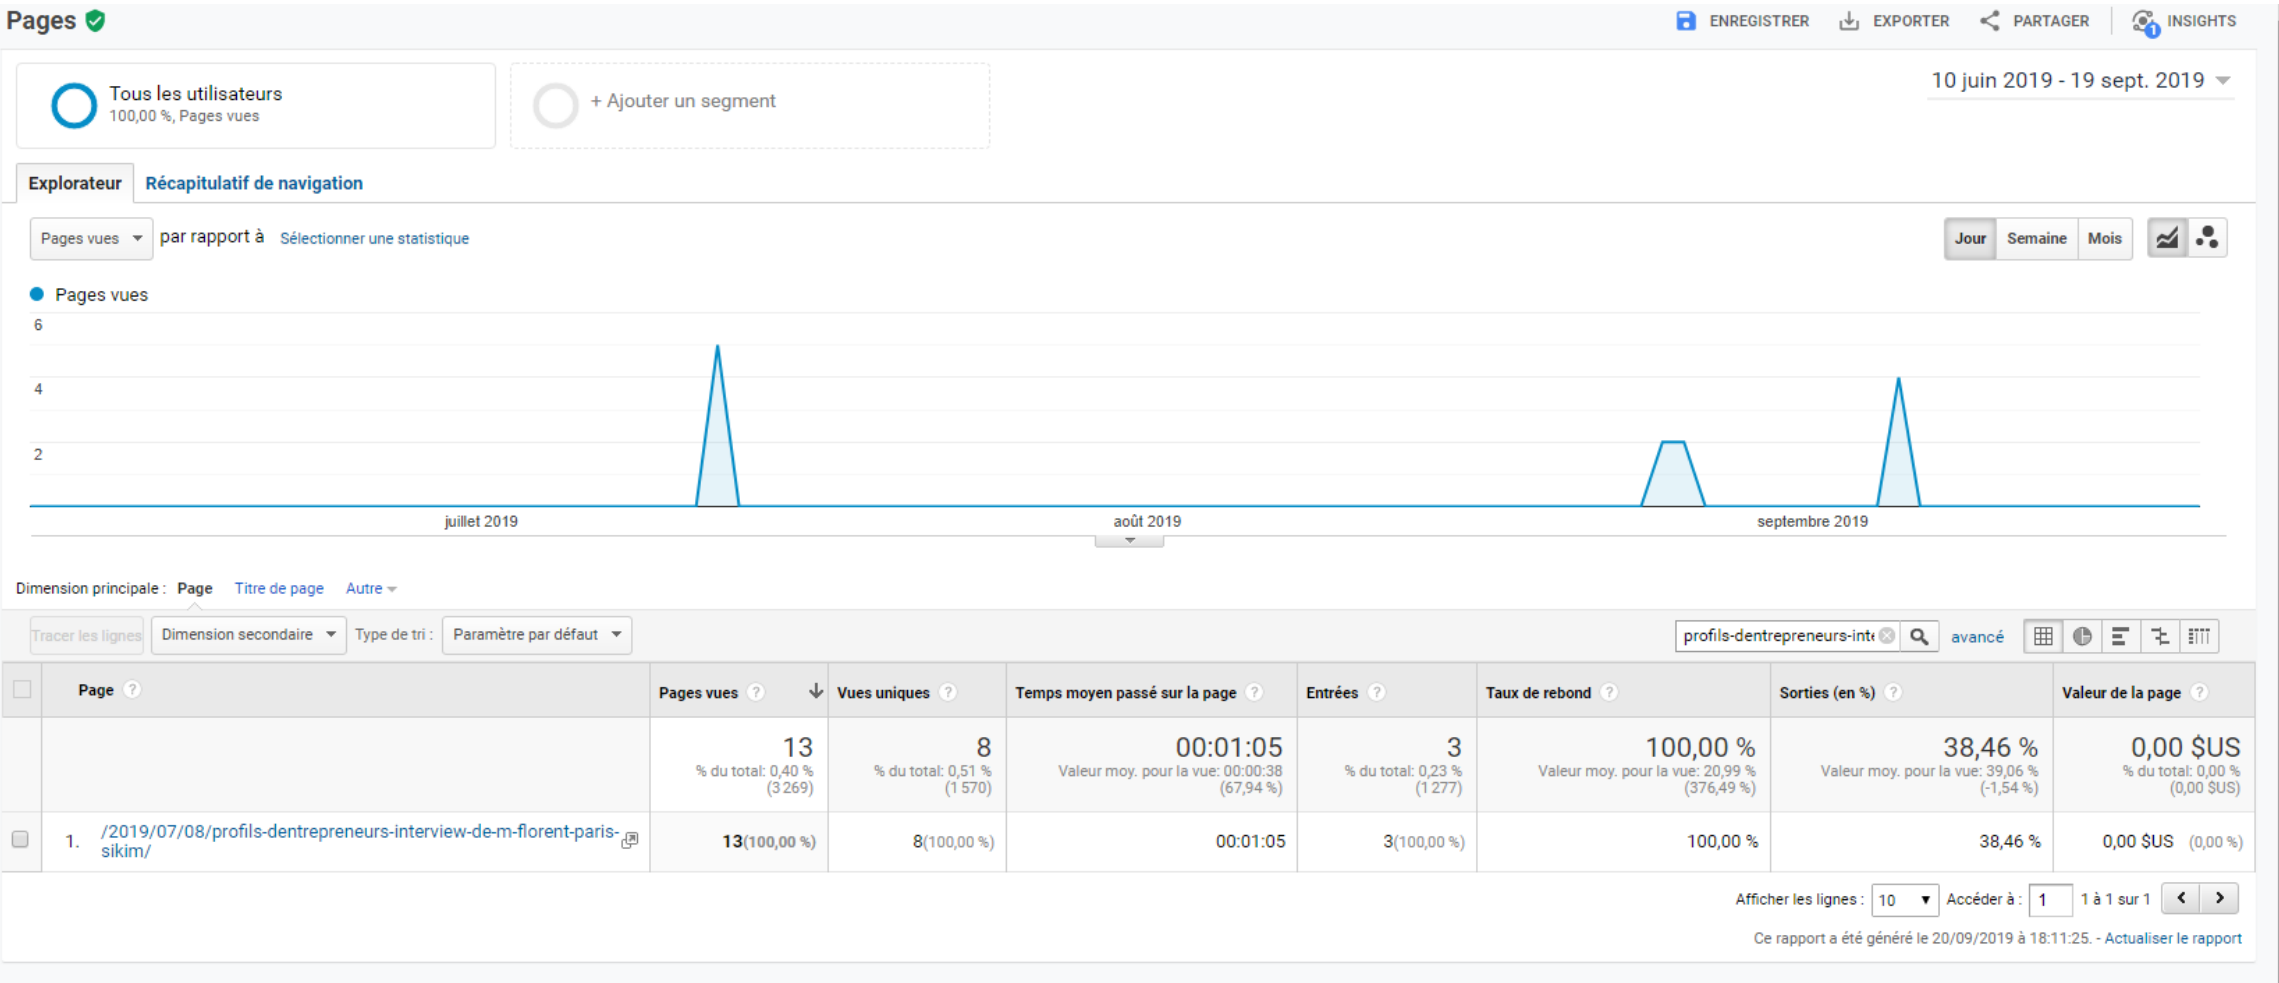 Pages
ENREGISTRER EXPORTER PARTAGER 1 INSIGHTS
Tous les utilisateurs
100,00 %, Pages vues
+ Ajouter un segment
10 juin 2019 - 19 sept. 2019
Explorateur Récapitulatif de navigation
Pages vues par rapport à Sélectionner une statistique
Jour Semaine Mois
Pages vues
6
4
2
juillet 2019 août 2019 septembre 2019
Dimension principale : Page Titre de page Autre
Tracer les lignes Dimension secondaire Type de tri : Paramètre par défaut profils-dentrepreneurs-inte avancé
Page ? Pages vues ? Vues uniques ? Temps moyen passé sur la page ? Entrées ? Taux de rebond ? Sorties (en %) ? Valeur de la page ?
13 8 00:01:05 3 100,00 % 38,46 % 0,00 $US
% du total: 0,40 % % du total: 0,51 % Valeur moy. pour la vue: 00:00:38 % du total: 0,23 % Valeur moy. pour la vue: 20,99 % Valeur moy. pour la vue: 39,06 % % du total: 0,00 %
(3 269) (1 570) (67,94 %) (1 277) (376,49 %) (-1,54 %) (0,00 $US)
1. /2019/07/08/profils-dentrepreneurs-interview-de-m-florent-paris-
sikim/
13(100,00 %) 8(100,00 %) 00:01:05 3(100,00 %) 100,00 % 38,46 % 0,00 $US (0,00 %)
Afficher les lignes : 10 Accéder à : 1 1 à 1 sur 1
Ce rapport a été généré le 20/09/2019 à 18:11:25. - Actualiser le rapport